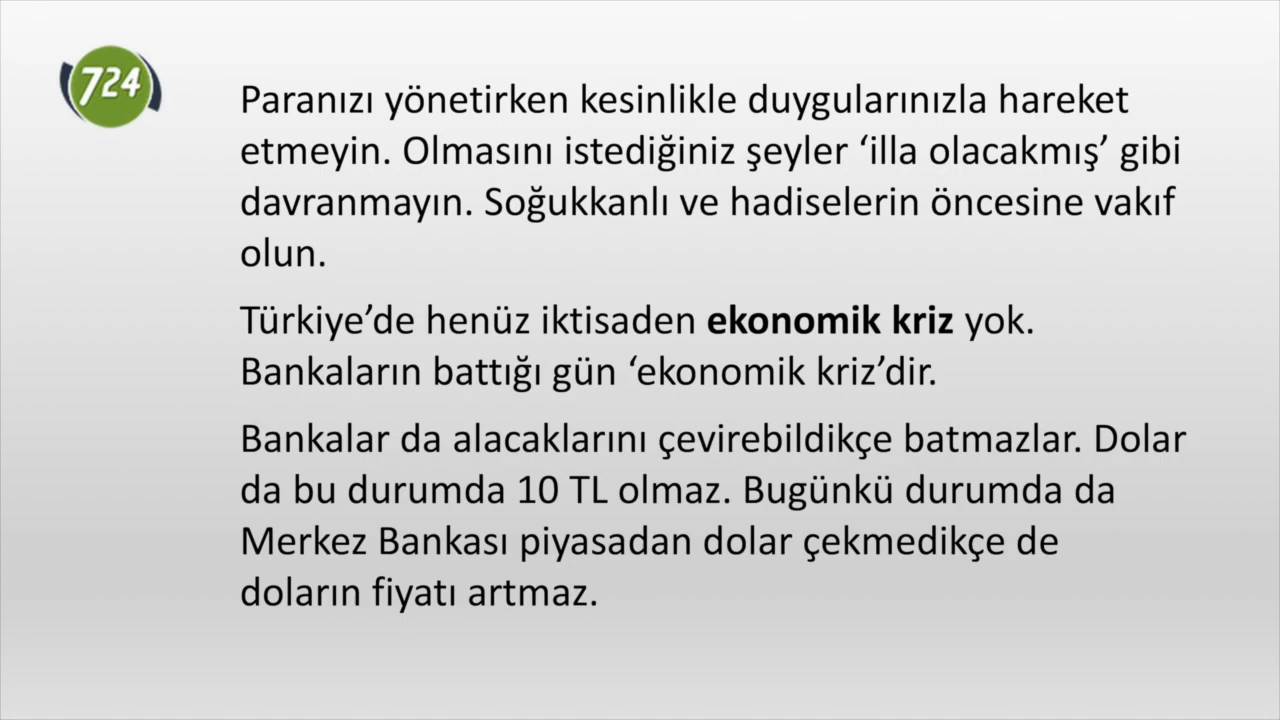 724
Paranızı yönetirken kesinlikle duygularınızla hareket
etmeyin. Olmasını istediğiniz şeyler ‘illa olacakmış’ gibi
davranmayın. Soğukkanlı ve hadiselerin öncesine vakıf
olun.
Türkiye’de henüz iktisaden ekonomik kriz yok.
Bankaların battığı gün ‘ekonomik kriz’dir.
Bankalar da alacaklarını çevirebildikçe batmazlar. Dolar
da bu durumda 10 TL olmaz. Bugünkü durumda da
Merkez Bankası piyasadan dolar çekmedikçe de
doların fiyatı artmaz.